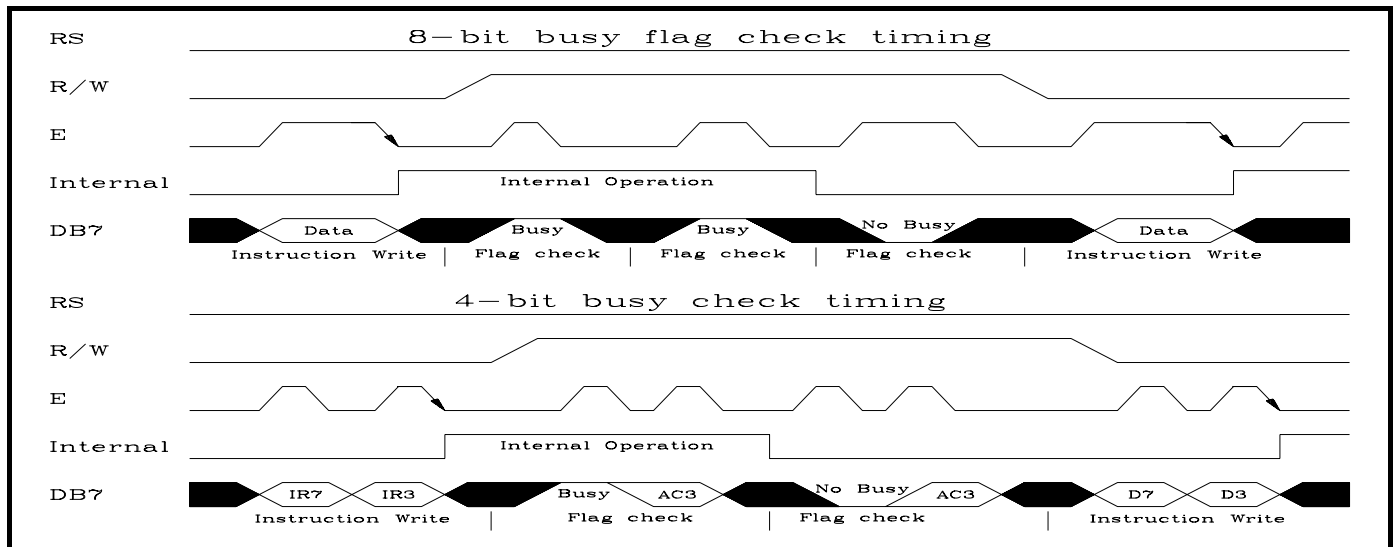 RS 8-bit busy flag check timing
R/W
E
Internal Internal Operation
DB7 Data Busy Busy No Busy Data
Instruction Write Flag check Flag check Flag check Instruction Write
RS 4-bit busy check timing
R/W
E
Internal Internal Operation
DB7 IR7 IR3 Busy AC3 No Busy AC3 D7 D3
Instruction Write Flag check Flag check Instruction Write